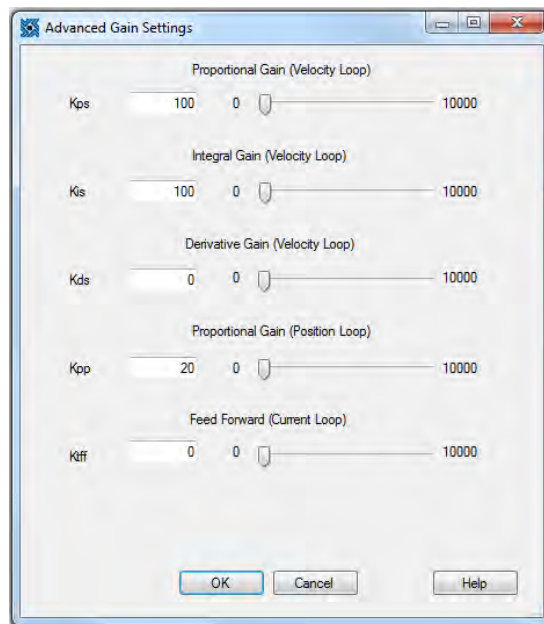 Advanced Gain Settings
Proportional Gain (Velocity Loop)
Kps 100 0 10000
Integral Gain (Velocity Loop)
Kis 100 0 10000
Derivative Gain (Velocity Loop)
Kds 0 0 10000
Proportional Gain (Position Loop)
Kpp 20 0 10000
Feed Forward (Current Loop)
Ktff 0 0 10000
OK Cancel Help